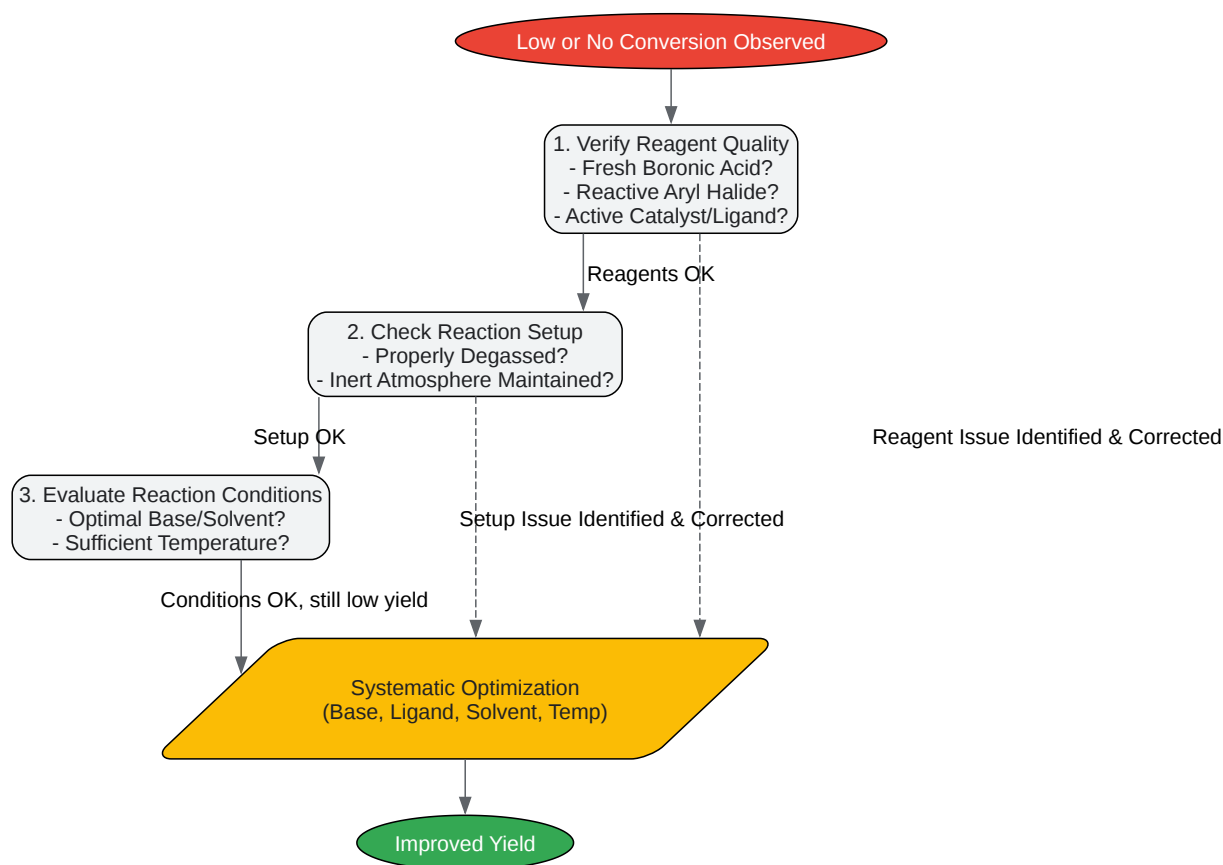 Low or No Conversion Observed
1. Verify Reagent Quality
- Fresh Boronic Acid?
- Reactive Aryl Halide?
- Active Catalyst/Ligand?
Reagents OK
2. Check Reaction Setup
- Properly Degassed?
- Inert Atmosphere Maintained?
Setup OK
Reagent Issue Identified & Corrected
3. Evaluate Reaction Conditions
- Optimal Base/Solvent?
- Sufficient Temperature?
Setup Issue Identified & Corrected
Conditions OK, still low yield
Systematic Optimization
(Base, Ligand, Solvent, Temp)
Improved Yield